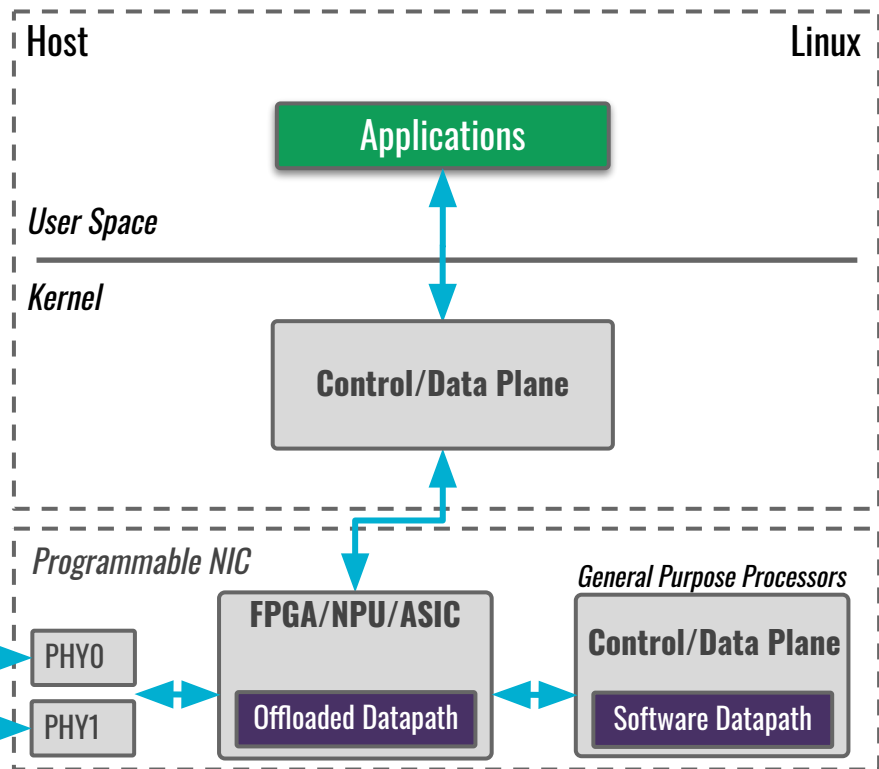 Host
Linux
Applications
User Space
Kernel
Control/Data Plane
Programmable NIC
General Purpose Processors
FPGA/NPU/ASIC
Control/Data Plane
PHY0
PHY1
Offloaded Datapath
Software Datapath